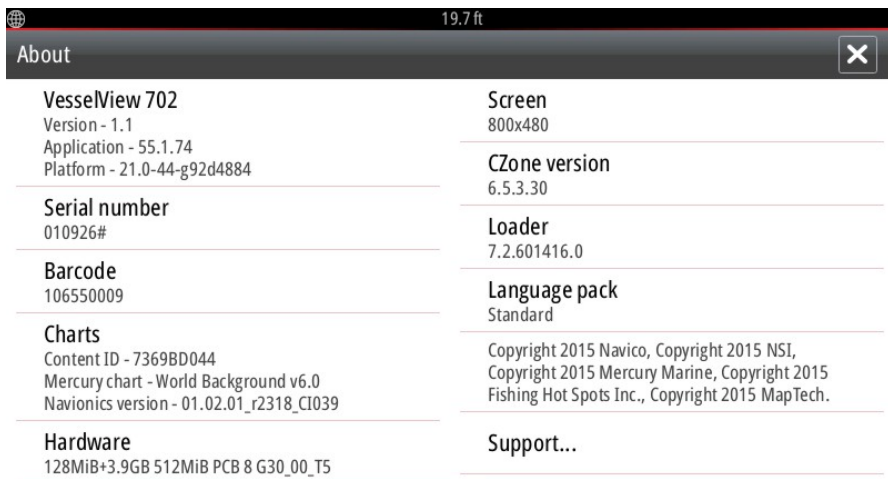 19.7 ft
About
VesselView 702
Version - 1.1
Application - 55.1.74
Platform - 21.0-44-g92d4884
Serial number
010926#
Barcode
106550009
Charts
Content ID - 7369BD044
Mercury chart - World Background v6.0
Navionics version - 01.02.01_r2318_CI039
Hardware
128MiB+3.9GB 512MiB PCB 8 G30_00_T5
Screen
800x480
CZone version
6.5.3.30
Loader
7.2.601416.0
Language pack
Standard
Copyright 2015 Navico, Copyright 2015 NSI,
Copyright 2015 Mercury Marine, Copyright 2015
Fishing Hot Spots Inc., Copyright 2015 MapTech.
Support...